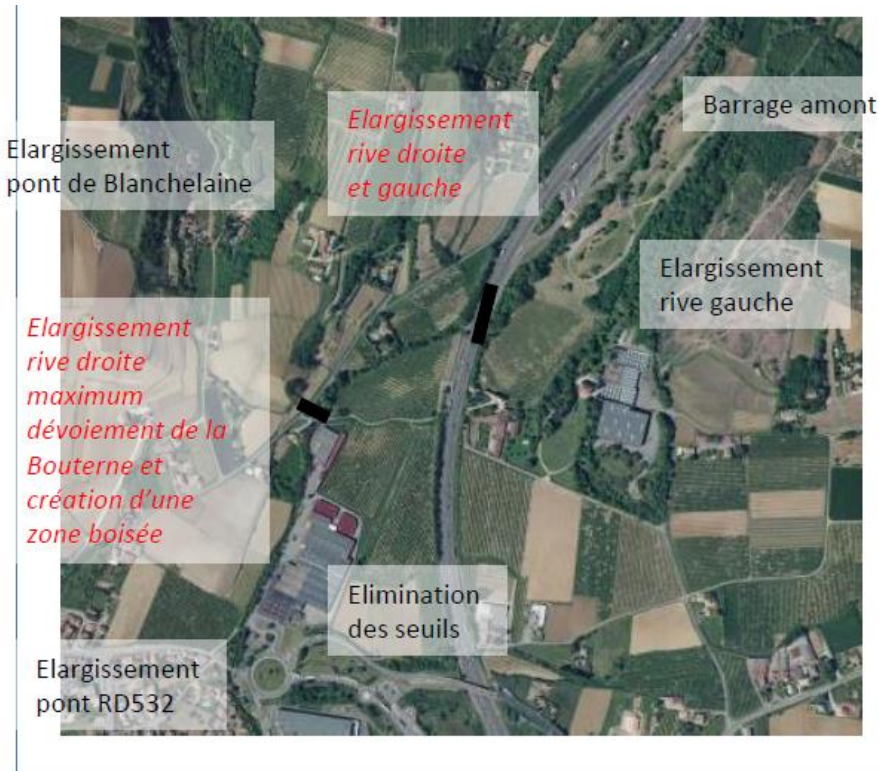 Barrage amont
Elargissement
rive droite
et gauche
Elargissement
pont de Blanchelaine
Elargissement
rive gauche
Elargissement
rive droite
maximum
dévoiement de la
Bouterne et
création d'une
zone boisée
Elimination
des seuils
Elargissement
pont RD532